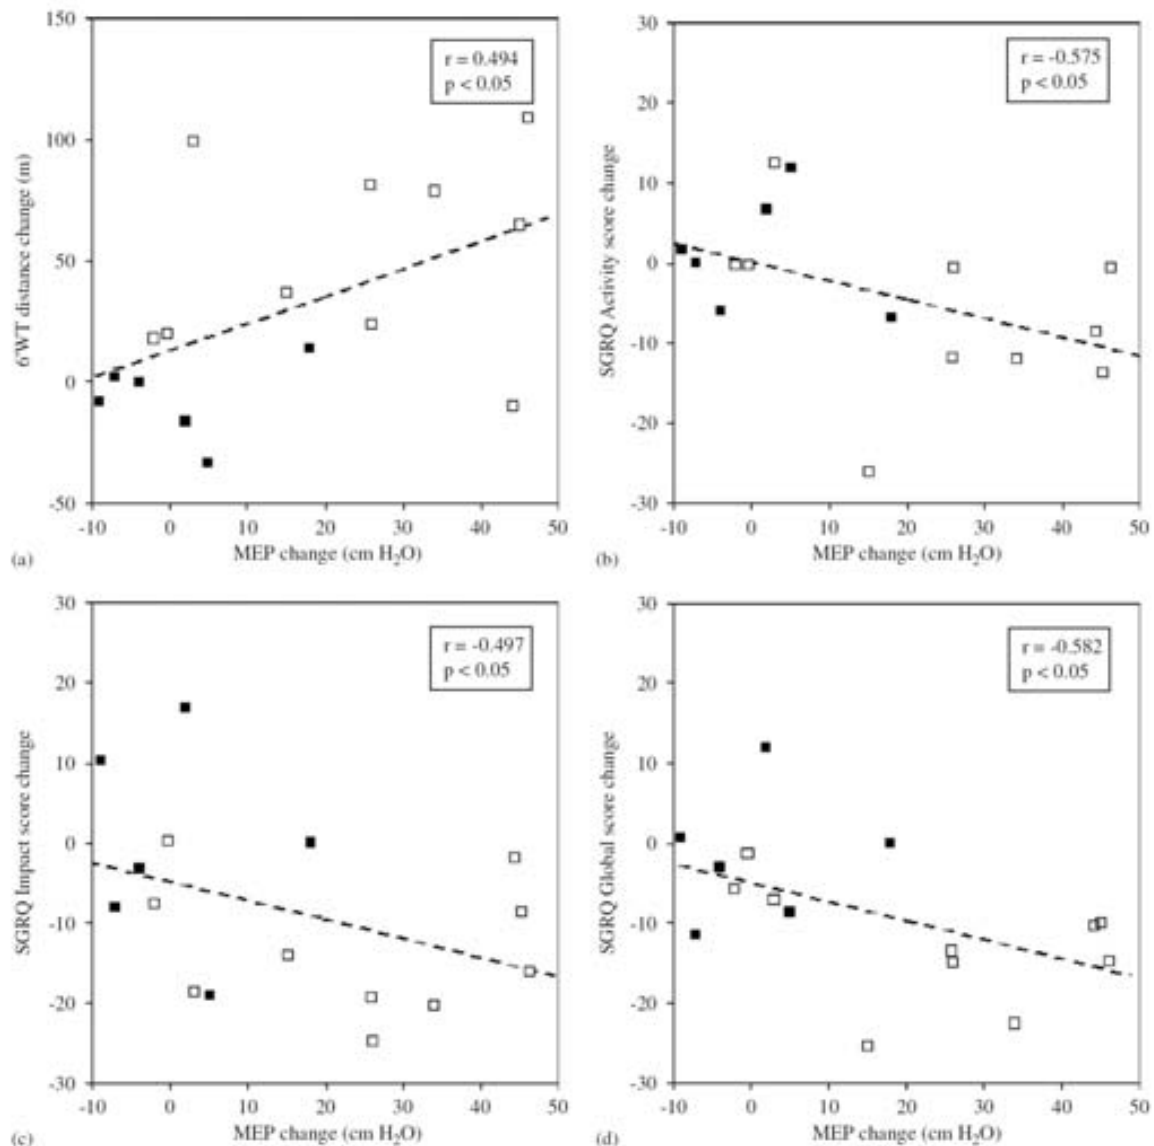 150
100
50
0
-50
6'WT distance change (m)
r = 0.494
p < 0.05
-10 0 10 20 30 40 50
MEP change (cm H₂O)
(a)
30
20
10
0
-10
-20
-30
SGRQ Activity score change
r = -0.575
p < 0.05
-10 0 10 20 30 40 50
MEP change (cm H₂O)
(b)
30
20
10
0
-10
-20
-30
SGRQ Impact score change
r = -0.497
p < 0.05
-10 0 10 20 30 40 50
MEP change (cm H₂O)
(c)
30
20
10
0
-10
-20
-30
SGRQ Global score change
r = -0.582
p < 0.05
-10 0 10 20 30 40 50
MEP change (cm H₂O)
(d)